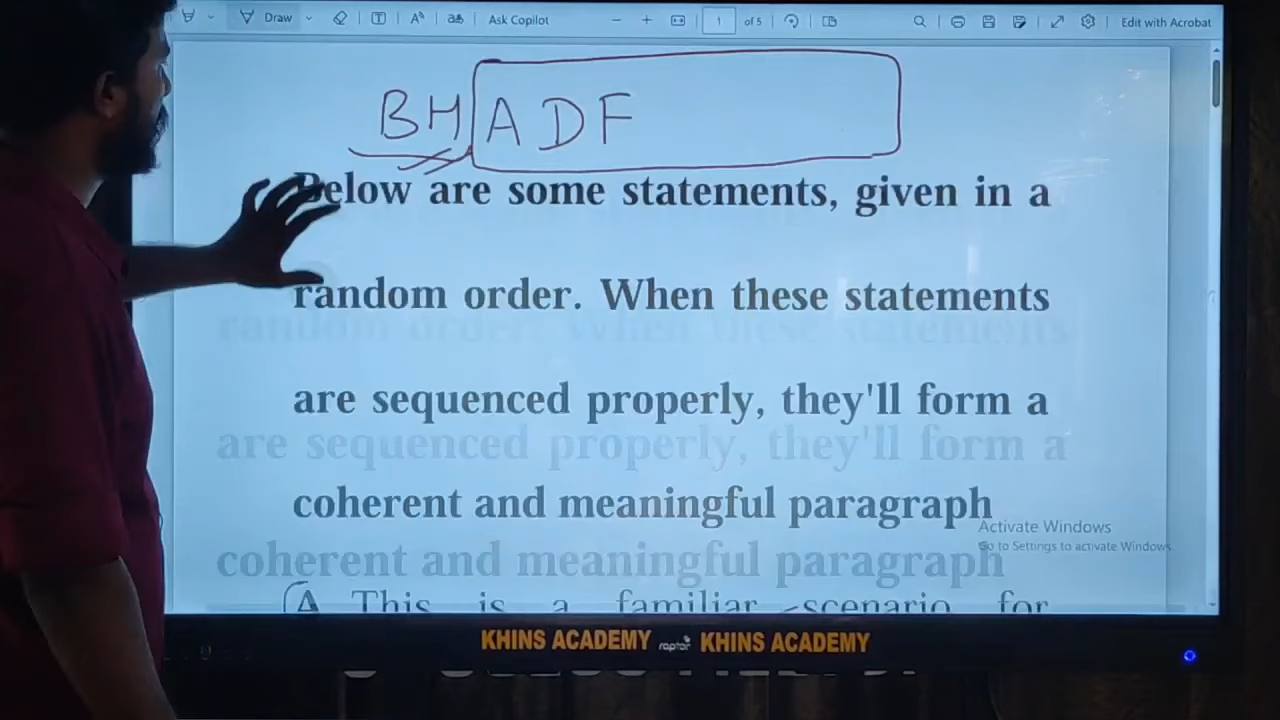 Draw Ask Copilot 1 of 5 Edit with Acrobat
BH ADF
Below are some statements, given in a
random order. When these statements
are sequenced properly, they'll form a
coherent and meaningful paragraph
Activate Windows
Go to Settings to activate Windows.
A This is a familiar scenario for
KHINS ACADEMY raptor KHINS ACADEMY